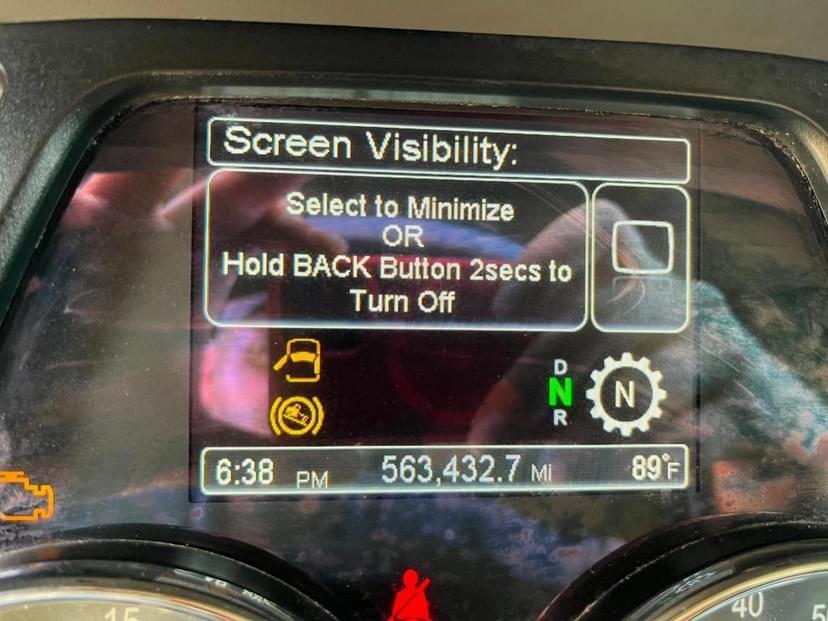 Screen Visibility:
Select to Minimize
OR
Hold BACK Button 2secs to
Turn Off
D
N
R
N
6:38 PM 563,432.7 Mi 89°F
15
40